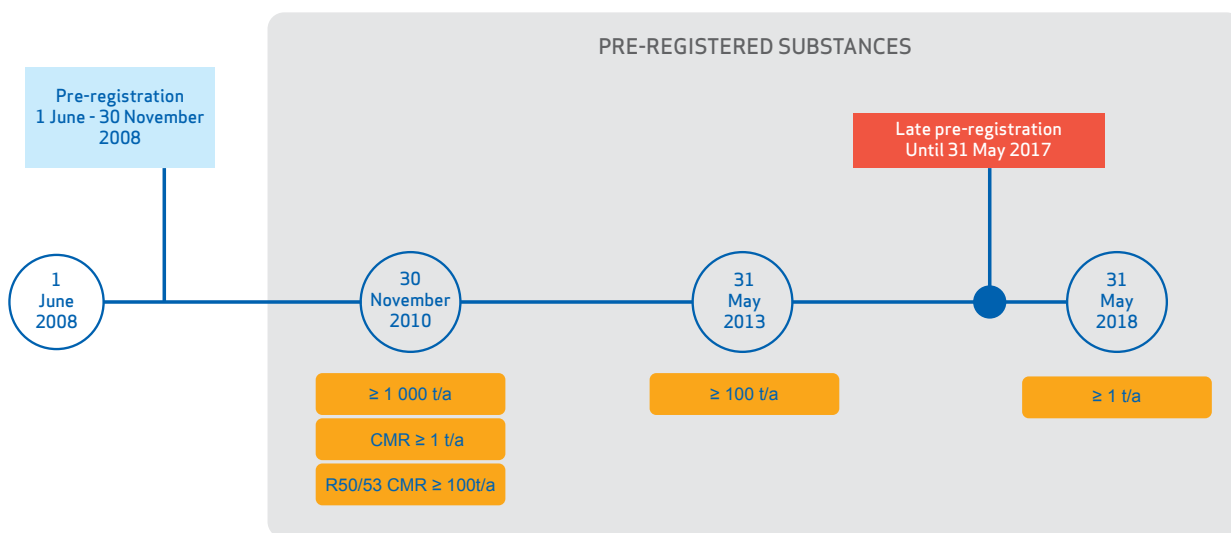 PRE-REGISTERED SUBSTANCES
Pre-registration
1 June - 30 November
2008
Late pre-registration
Until 31 May 2017
1
June
2008
30
November
2010
31
May
2013
31
May
2018
≥ 1 000 t/a
CMR ≥ 1 t/a
R50/53 CMR ≥ 100t/a
≥ 100 t/a
≥ 1 t/a